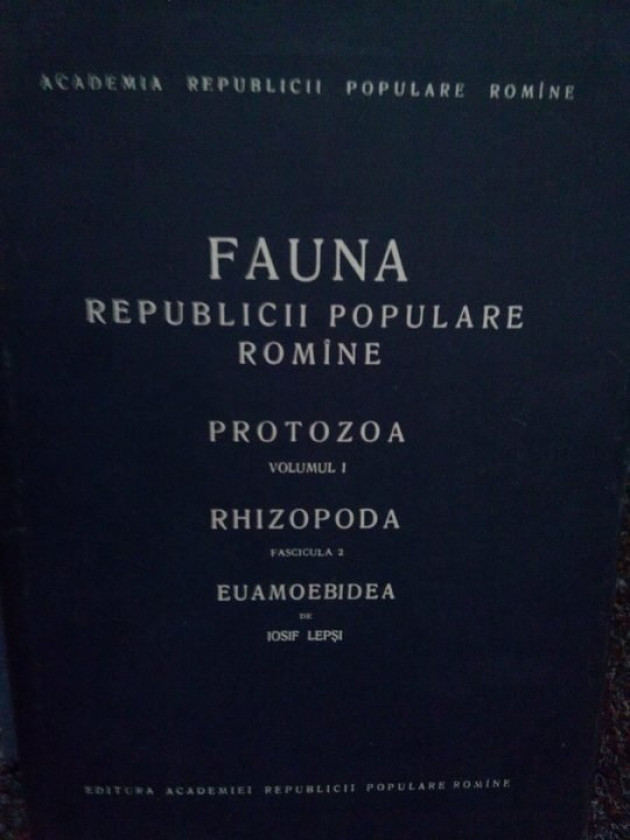 ACADEMIA REPUBLICII POPULARE ROMÎNE
FAUNA
REPUBLICII POPULARE
ROMÎNE
PROTOZOA
VOLUMUL I
RHIZOPODA
FASCICULA 2
EUAMOEBIDEA
DE
IOSIF LEPȘI
EDITURA ACADEMIEI REPUBLICII POPULARE ROMÎNE